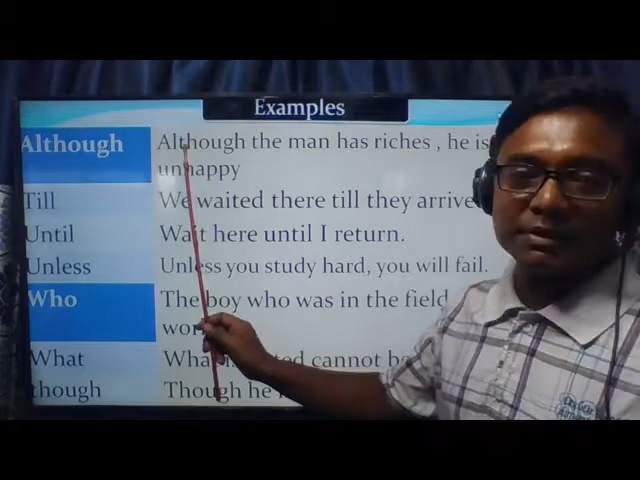 Examples
Although Although the man has riches , he is
unhappy
Till We waited there till they arrive
Until Wait here until I return.
Unless Unless you study hard, you will fail.
Who The boy who was in the field
What cannot
though Though he